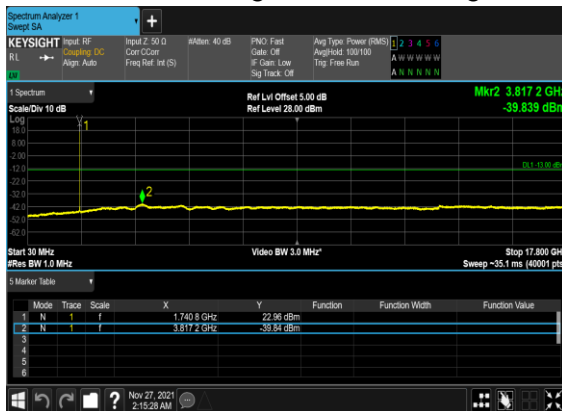 Spectrum Analyzer 1
Swept SA
+
KEYSIGHT Input: RF Input Z: 50 Ω #Atten: 40 dB PNO: Fast Avg Type: Power (RMS) 1 2 3 4 5 6
RL Coupling: DC Corr CCorr Gate: Off Avg|Hold: 100/100 A W W W W W
Align: Auto Freq Ref: Int (S) IF Gain: Low Trig: Free Run
Sig Track: Off A N N N N N
1 Spectrum Ref Lvl Offset 5.00 dB Mkr2 3.817 2 GHz
Scale/Div 10 dB Ref Level 28.00 dBm -39.839 dBm
Log
18.0
8.00
-2.00
-12.0
-22.0
-32.0
-42.0
-52.0
-62.0
1
2
DL1 -13.00 dBm
Start 30 MHz Video BW 3.0 MHz* Stop 17.800 GHz
#Res BW 1.0 MHz Sweep ~35.1 ms (40001 pts)
5 Marker Table
Mode Trace Scale X Y Function Function Width Function Value
1 N 1 f 1.740 8 GHz 22.96 dBm
2 N 1 f 3.817 2 GHz -39.84 dBm
3
4
5
6
? Nov 27, 2021
2:15:28 AM